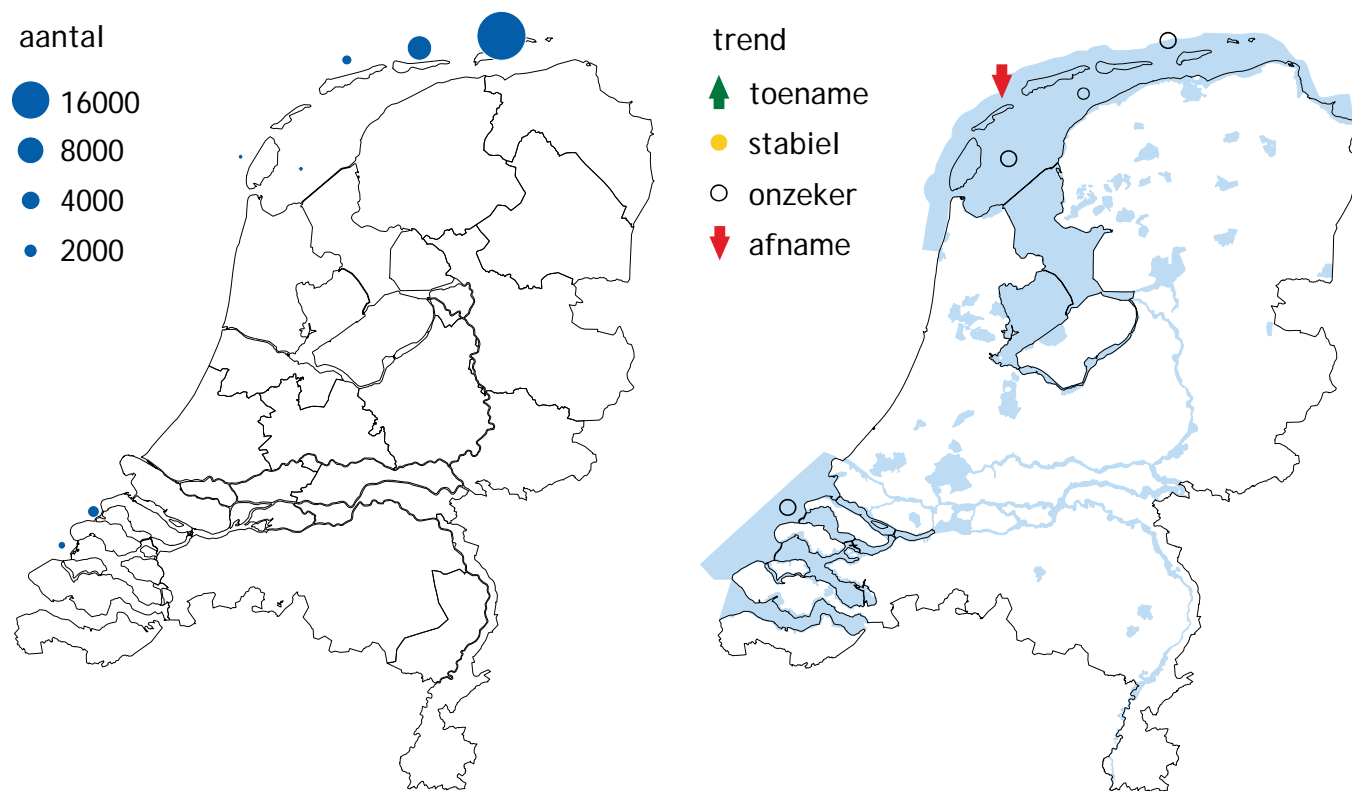 aantal
16000
8000
4000
2000
trend
toename
stabiel
onzeker
afname